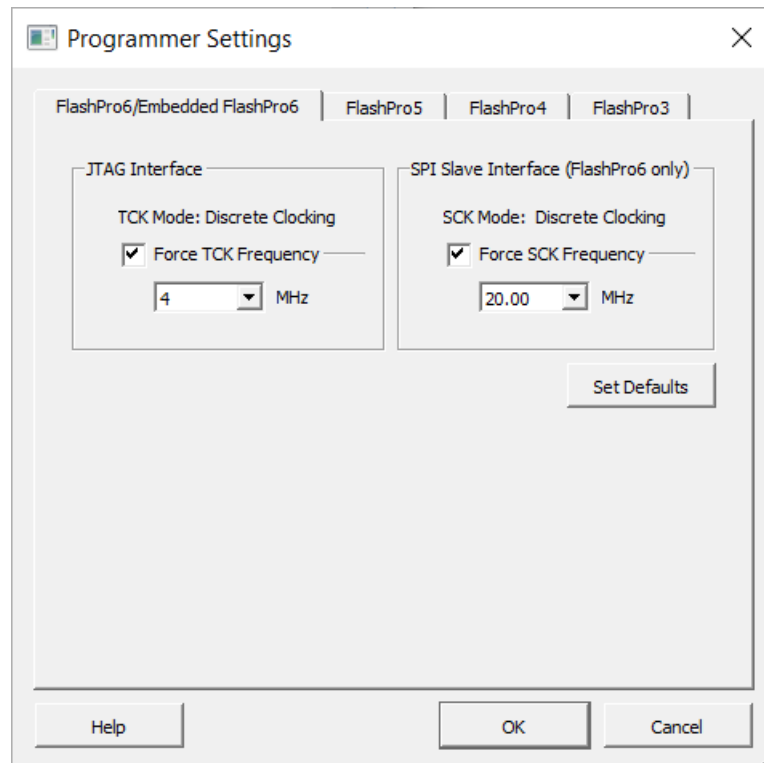 Programmer Settings
FlashPro6/Embedded FlashPro6
FlashPro5
FlashPro4
FlashPro3
JTAG Interface
TCK Mode: Discrete Clocking
Force TCK Frequency
4 MHz
SPI Slave Interface (FlashPro6 only)
SCK Mode: Discrete Clocking
Force SCK Frequency
20.00 MHz
Set Defaults
Help
OK
Cancel